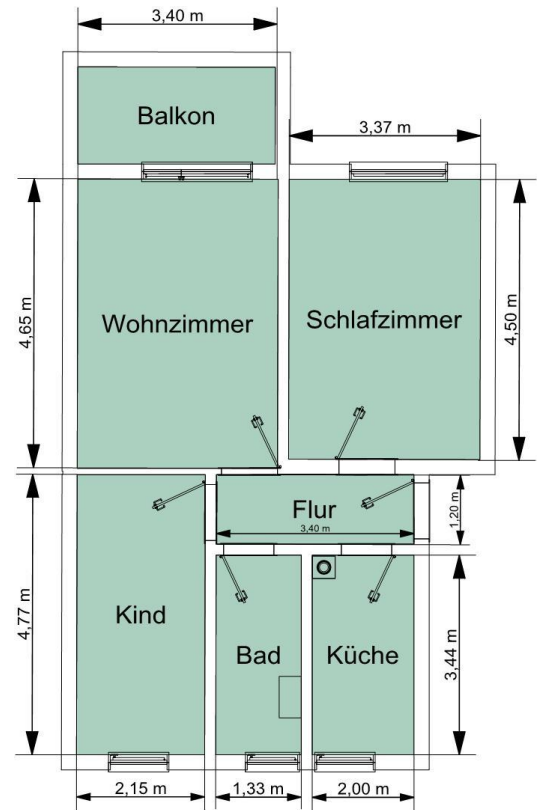 3,40 m
Balkon
3,37 m
4,65 m
Wohnzimmer
Schlafzimmer
4,50 m
Flur
3,40 m
1,20 m
4,77 m
Kind
Bad
Küche
3,44 m
2,15 m
1,33 m
2,00 m